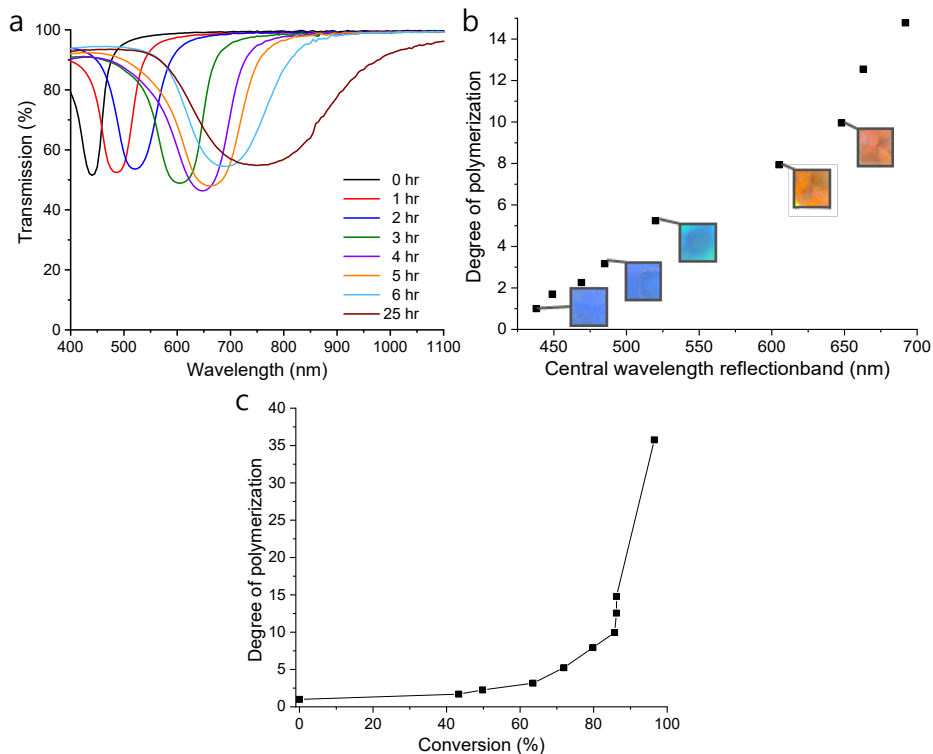 a
100
80
60
40
20
0
Transmission (%)
400 500 600 700 800 900 1000 1100
Wavelength (nm)
0 hr
1 hr
2 hr
3 hr
4 hr
5 hr
6 hr
25 hr
b
14
12
10
8
6
4
2
0
Degree of polymerization
450 500 550 600 650 700
Central wavelength reflectionband (nm)
c
40
35
30
25
20
15
10
5
0
Degree of polymerization
0 20 40 60 80 100
Conversion (%)